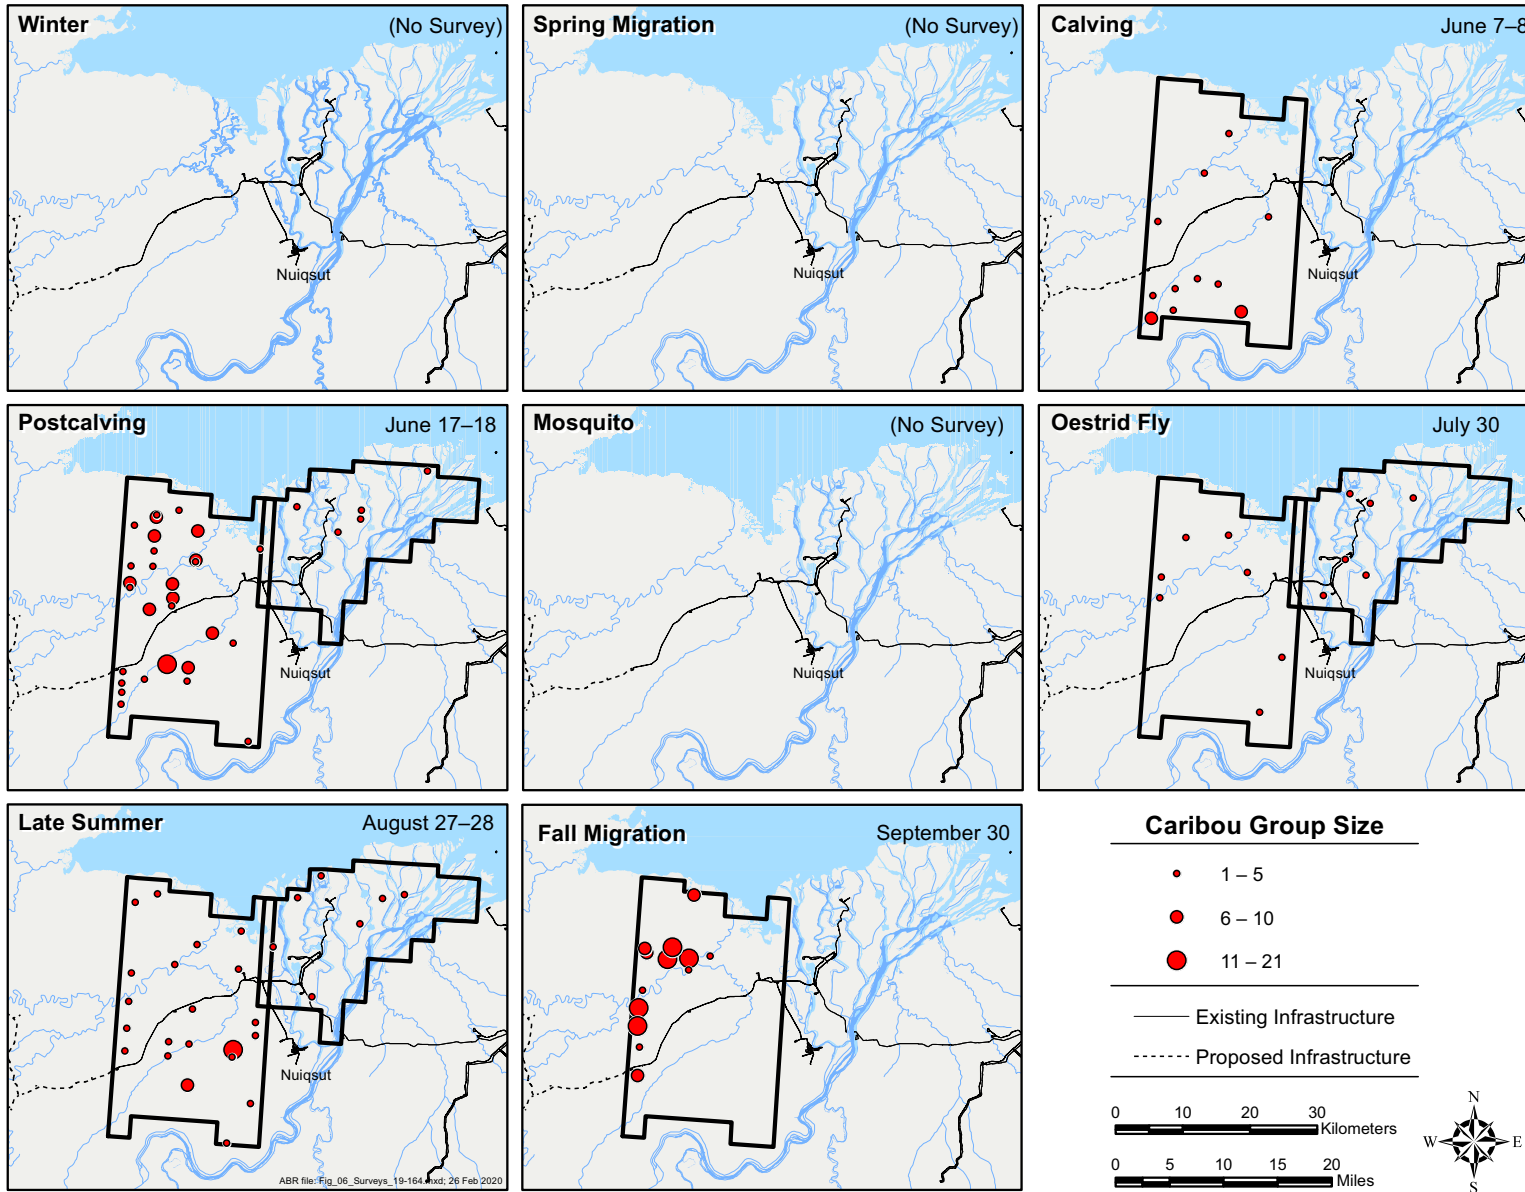 Winter (No Survey)
Nuiqsut
Spring Migration (No Survey)
Nuiqsut
Calving June 7–8
Nuiqsut
Postcalving June 17–18
Nuiqsut
Mosquito (No Survey)
Nuiqsut
Oestrid Fly July 30
Nuiqsut
Late Summer August 27–28
Nuiqsut
ABR file: Fig_06_Surveys_19-164.mxd; 26 Feb 2020
Fall Migration September 30
Caribou Group Size
1 – 5
6 – 10
11 – 21
Existing Infrastructure
Proposed Infrastructure
0 10 20 30
Kilometers
0 5 10 15 20
Miles
N
W E
S